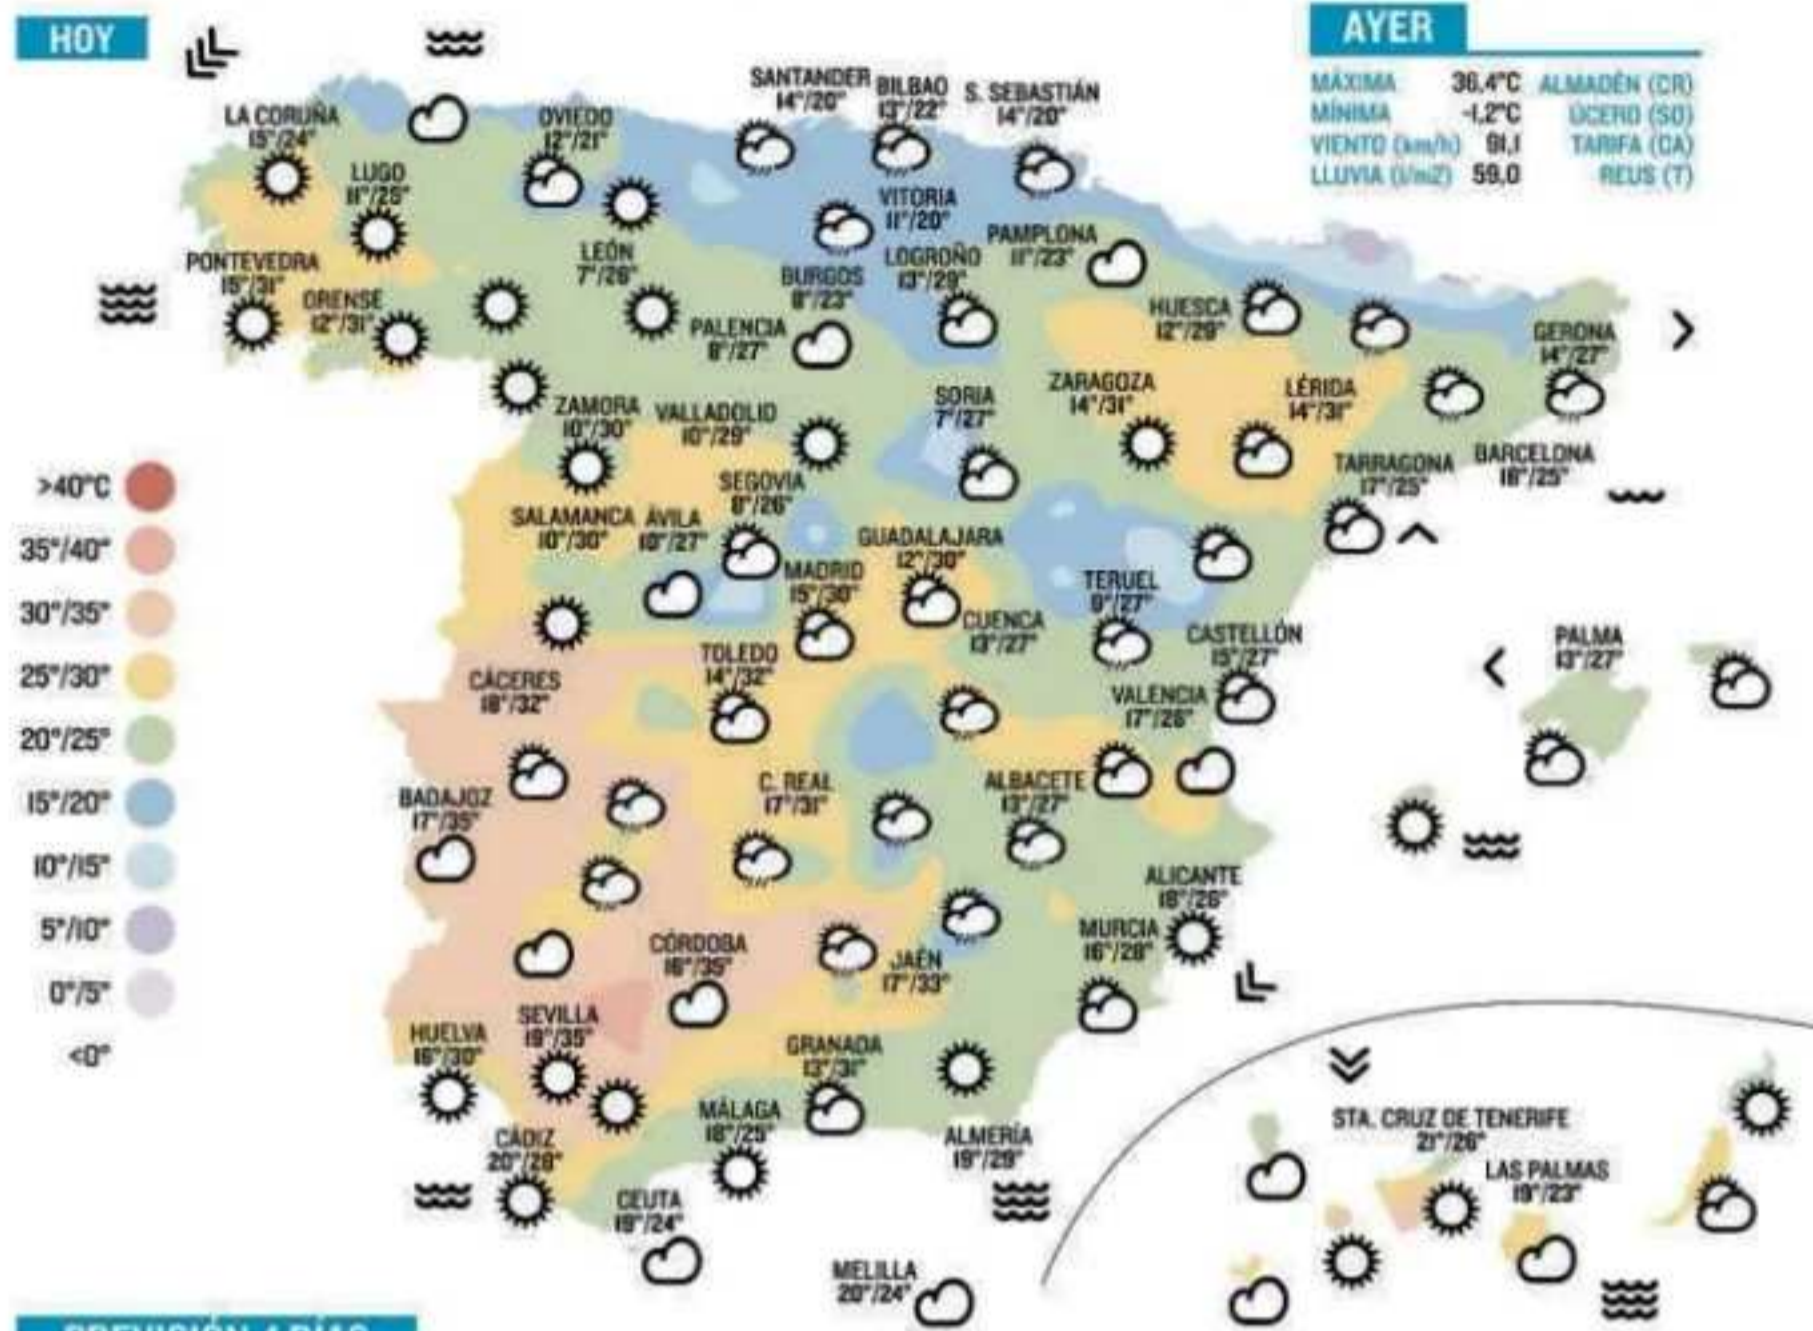 HOY
AYER
MÁXIMA 36.4°C ALMADÉN (CR)
MÍNIMA -1.2°C ÚCERO (SO)
VIENTO (km/h) 91,1 TARIFA (CA)
LLUVIA (l/m2) 59,0 REUS (T)
SANTANDER
14°/20°
BILBAO
13°/22°
S. SEBASTIÁN
14°/20°
LA CORUÑA
15°/24°
OVIEDO
12°/21°
LUGO
11°/25°
VITORIA
11°/20°
PAMPLONA
11°/23°
PONTEVEDRA
15°/31°
ORENSE
12°/31°
LEÓN
7°/26°
BURGOS
8°/23°
LOGROÑO
13°/29°
PALENCIA
8°/27°
HUESCA
12°/29°
GERONA
14°/27°
ZAMORA
10°/30°
VALLADOLID
10°/29°
SORIA
7°/27°
ZARAGOZA
14°/31°
LÉRIDA
14°/31°
SEGOVIA
8°/26°
TARRAGONA
17°/25°
BARCELONA
18°/25°
SALAMANCA
10°/30°
ÁVILA
10°/27°
GUADALAJARA
12°/30°
MADRID
15°/30°
TERUEL
9°/27°
CUENCA
13°/27°
CASTELLÓN
15°/27°
PALMA
13°/27°
TOLEDO
14°/32°
CÁCERES
18°/32°
VALENCIA
17°/26°
BADAJOZ
17°/35°
C. REAL
17°/31°
ALBACETE
13°/27°
ALICANTE
18°/26°
MURCIA
16°/28°
CÓRDOBA
16°/35°
JAÉN
17°/33°
HUELVA
16°/30°
SEVILLA
19°/35°
GRANADA
13°/31°
MÁLAGA
18°/25°
CÁDIZ
20°/28°
ALMERÍA
19°/29°
CEUTA
19°/24°
MELILLA
20°/24°
STA. CRUZ DE TENERIFE
21°/26°
LAS PALMAS
19°/23°
>40°C
35°/40°
30°/35°
25°/30°
20°/25°
15°/20°
10°/15°
5°/10°
0°/5°
<0°
PREVISIÓN 4 DÍAS